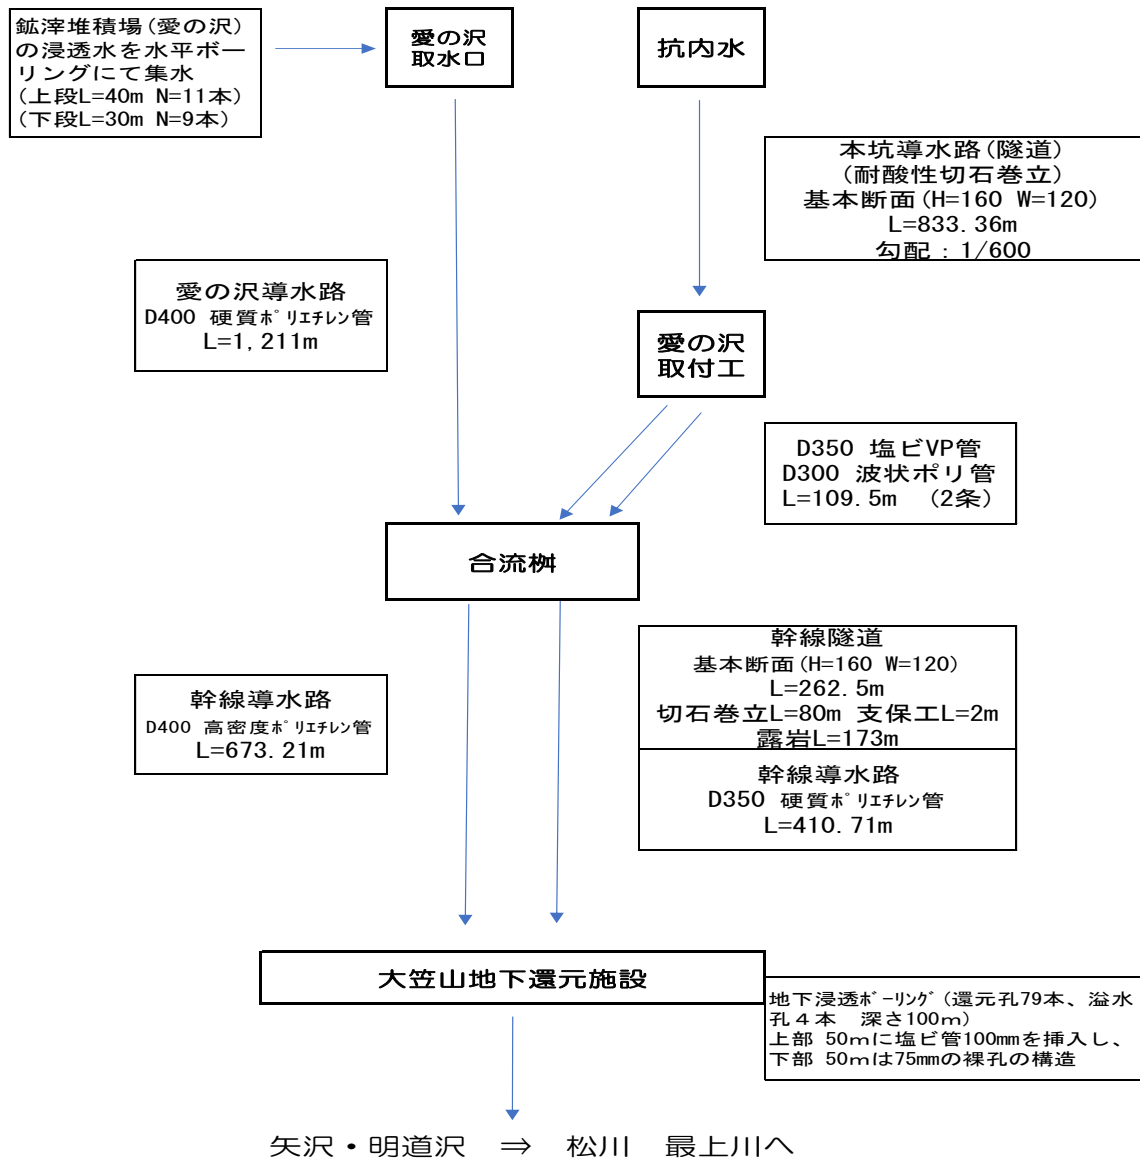 鉱滓堆積場(愛の沢)
の浸透水を水平ボー
リングにて集水
(上段L=40m N=11本)
(下段L=30m N=9本)
愛の沢
取水口
抗内水
本坑導水路(隧道)
(耐酸性切石巻立)
基本断面(H=160 W=120)
L=833.36m
勾配：1/600
愛の沢導水路
D400 硬質ﾎﾟﾘｴﾁﾚﾝ管
L=1,211m
愛の沢
取付工
D350 塩ビVP管
D300 波状ポリ管
L=109.5m　(2条)
合流桝
幹線隧道
基本断面(H=160 W=120)
L=262.5m
切石巻立L=80m 支保工L=2m
露岩L=173m
幹線導水路
D400 高密度ﾎﾟﾘｴﾁﾚﾝ管
L=673.21m
幹線導水路
D350 硬質ﾎﾟﾘｴﾁﾚﾝ管
L=410.71m
大笠山地下還元施設
地下浸透ﾎﾞｰﾘﾝｸﾞ(還元孔79本、溢水
孔４本　深さ100ｍ)
上部 50ｍに塩ビ管100mmを挿入し、
下部 50ｍは75mmの裸孔の構造
矢沢・明道沢　⇒　松川　最上川へ